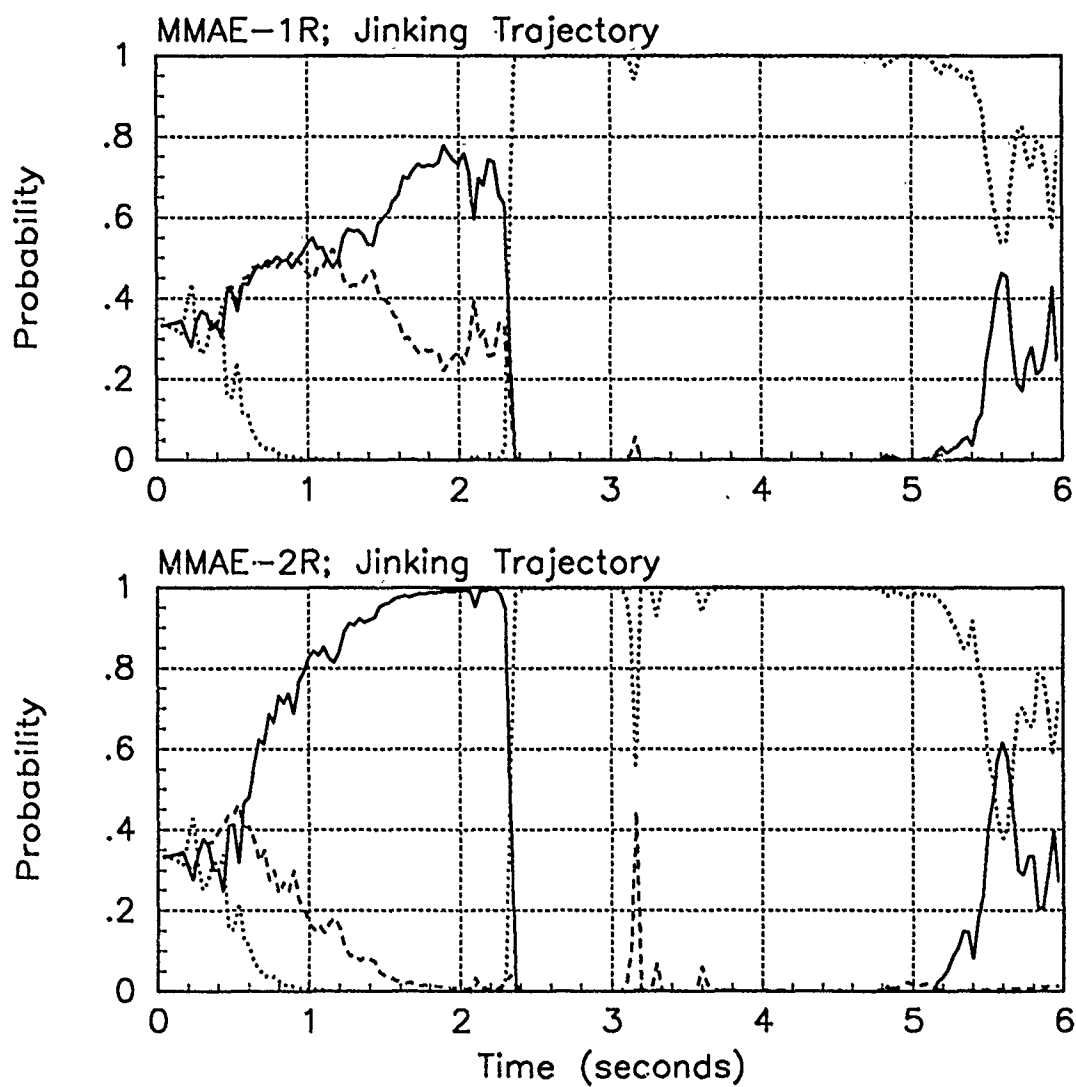 MMAE-1R; Jinking Trajectory
1
.8
.6
.4
.2
0
Probability
0 1 2 3 4 5 6
MMAE-2R; Jinking Trajectory
1
.8
.6
.4
.2
0
Probability
0 1 2 3 4 5 6
Time (seconds)